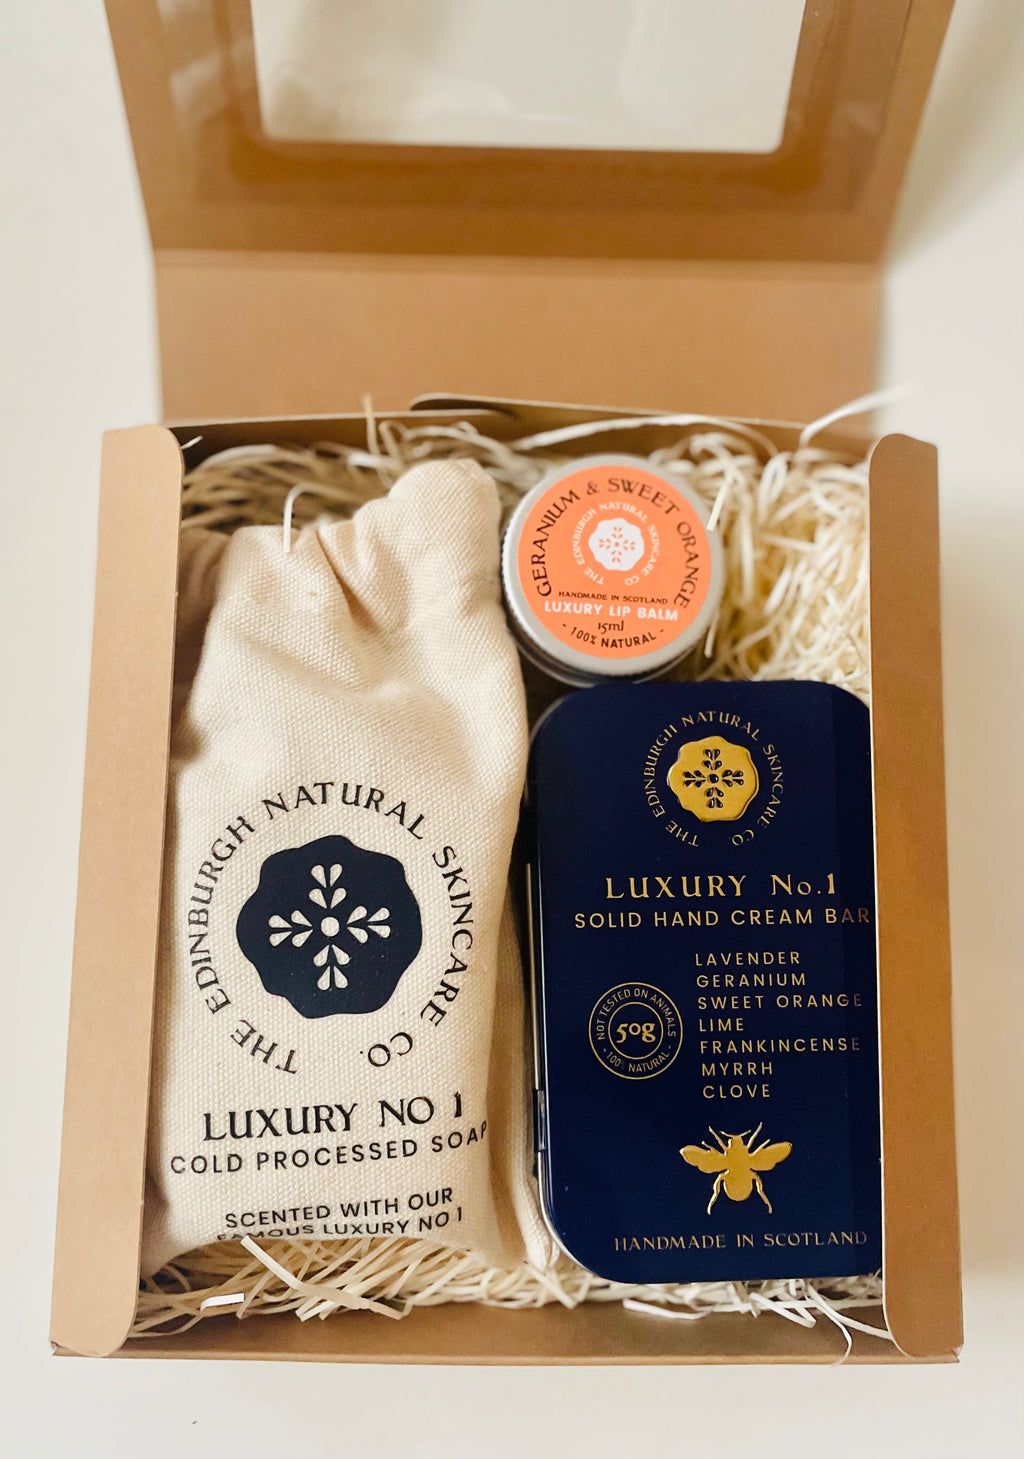 GERANIUM & SWEET ORANGE
THE EDINBURGH NATURAL SKINCARE CO
HANDMADE IN SCOTLAND
LUXURY LIP BALM
15ml
- 100% NATURAL -
THE EDINBURGH NATURAL SKINCARE CO.
LUXURY NO 1
COLD PROCESSED SOAP
SCENTED WITH OUR
FAMOUS LUXURY NO 1
THE EDINBURGH NATURAL SKINCARE CO.
LUXURY No.1
SOLID HAND CREAM BAR
LAVENDER
GERANIUM
SWEET ORANGE
LIME
FRANKINCENSE
MYRRH
CLOVE
NOT TESTED ON ANIMALS
50g
- 100% NATURAL -
HANDMADE IN SCOTLAND